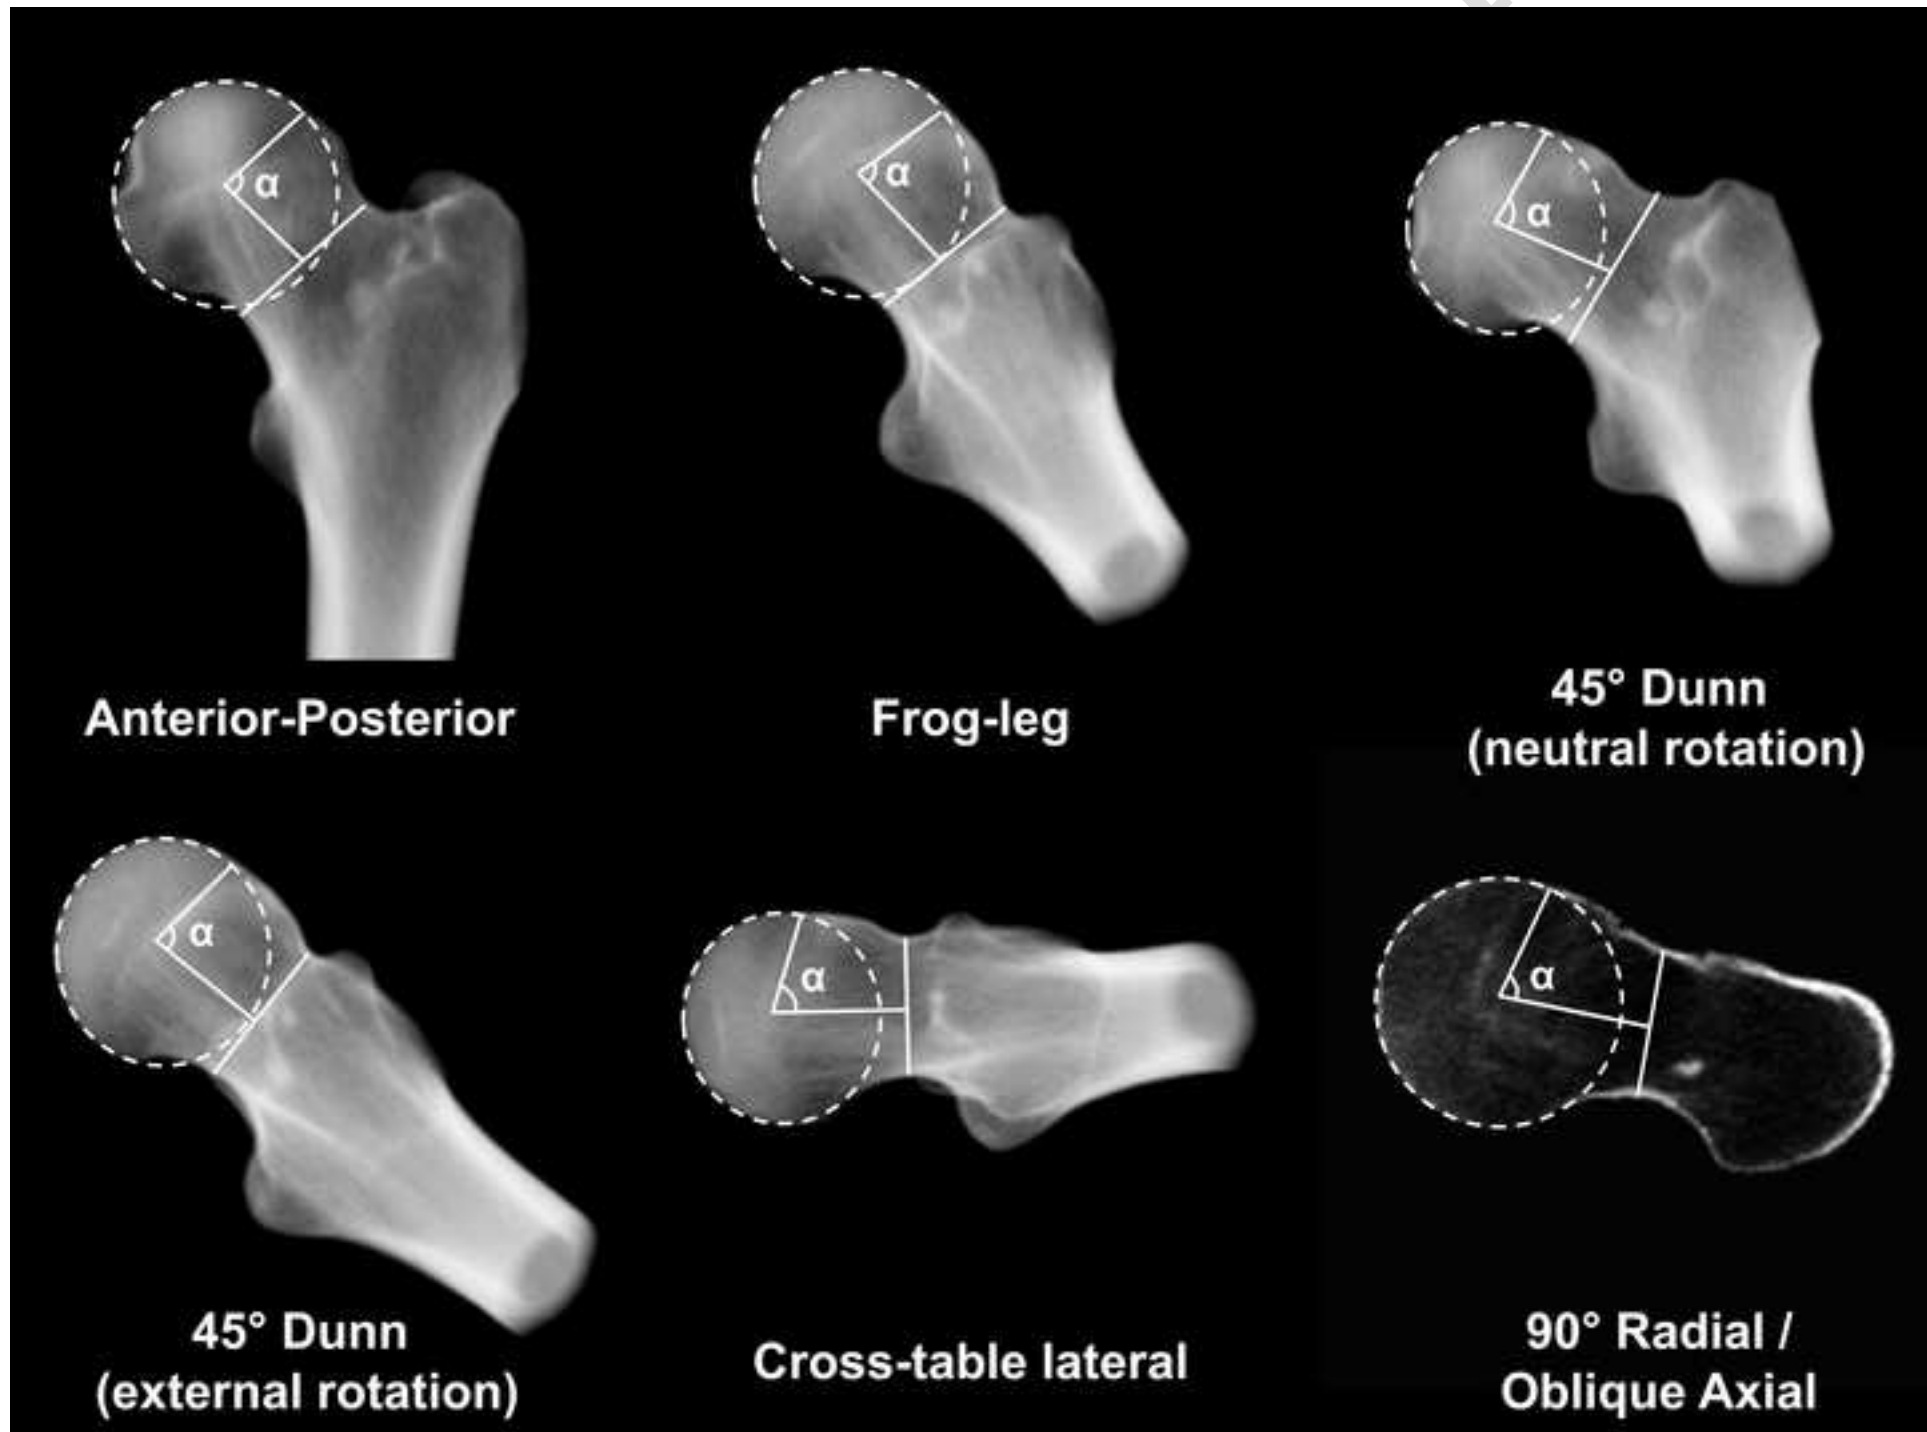 α
α
α
Anterior-Posterior
Frog-leg
45° Dunn
(neutral rotation)
α
α
α
45° Dunn
(external rotation)
Cross-table lateral
90° Radial /
Oblique Axial